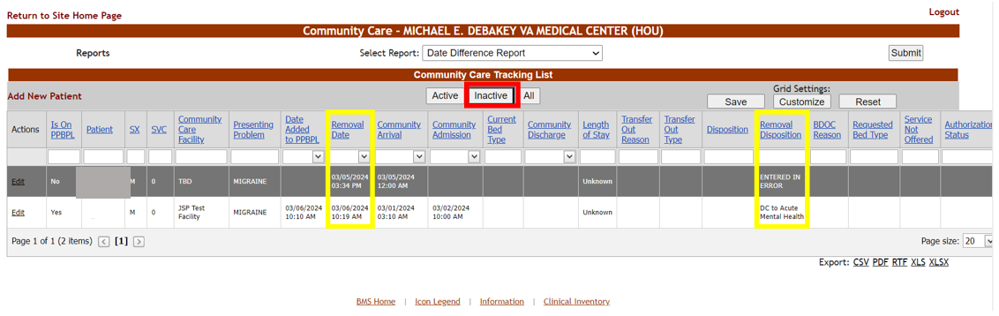 Return to Site Home Page
Logout
Community Care - MICHAEL E. DEBAKEY VA MEDICAL CENTER (HOU)
Reports Select Report: Date Difference Report Submit
Community Care Tracking List
Add New Patient Active Inactive All Grid Settings:
Save Customize Reset
Actions Is On PPBPL Patient SX SVC Community Care Facility Presenting Problem Date Added to PPBPL Removal Date Community Arrival Community Admission Current Bed Type Community Discharge Length of Stay Transfer Out Reason Transfer Out Type Disposition Removal Disposition BDOC Reason Requested Bed Type Service Not Offered Authorization Status
Edit No M 0 TBD MIGRAINE 03/05/2024 03:34 PM 03/05/2024 12:00 AM Unknown ENTERED IN ERROR
Edit Yes M 0 JSP Test Facility MIGRAINE 03/06/2024 10:10 AM 03/06/2024 10:19 AM 03/01/2024 03:10 AM 03/02/2024 10:00 AM Unknown DC to Acute Mental Health
Page 1 of 1 (2 items) < [1] > Page size: 20
Export: CSV PDF RTF XLS XLSX
BMS Home | Icon Legend | Information | Clinical Inventory